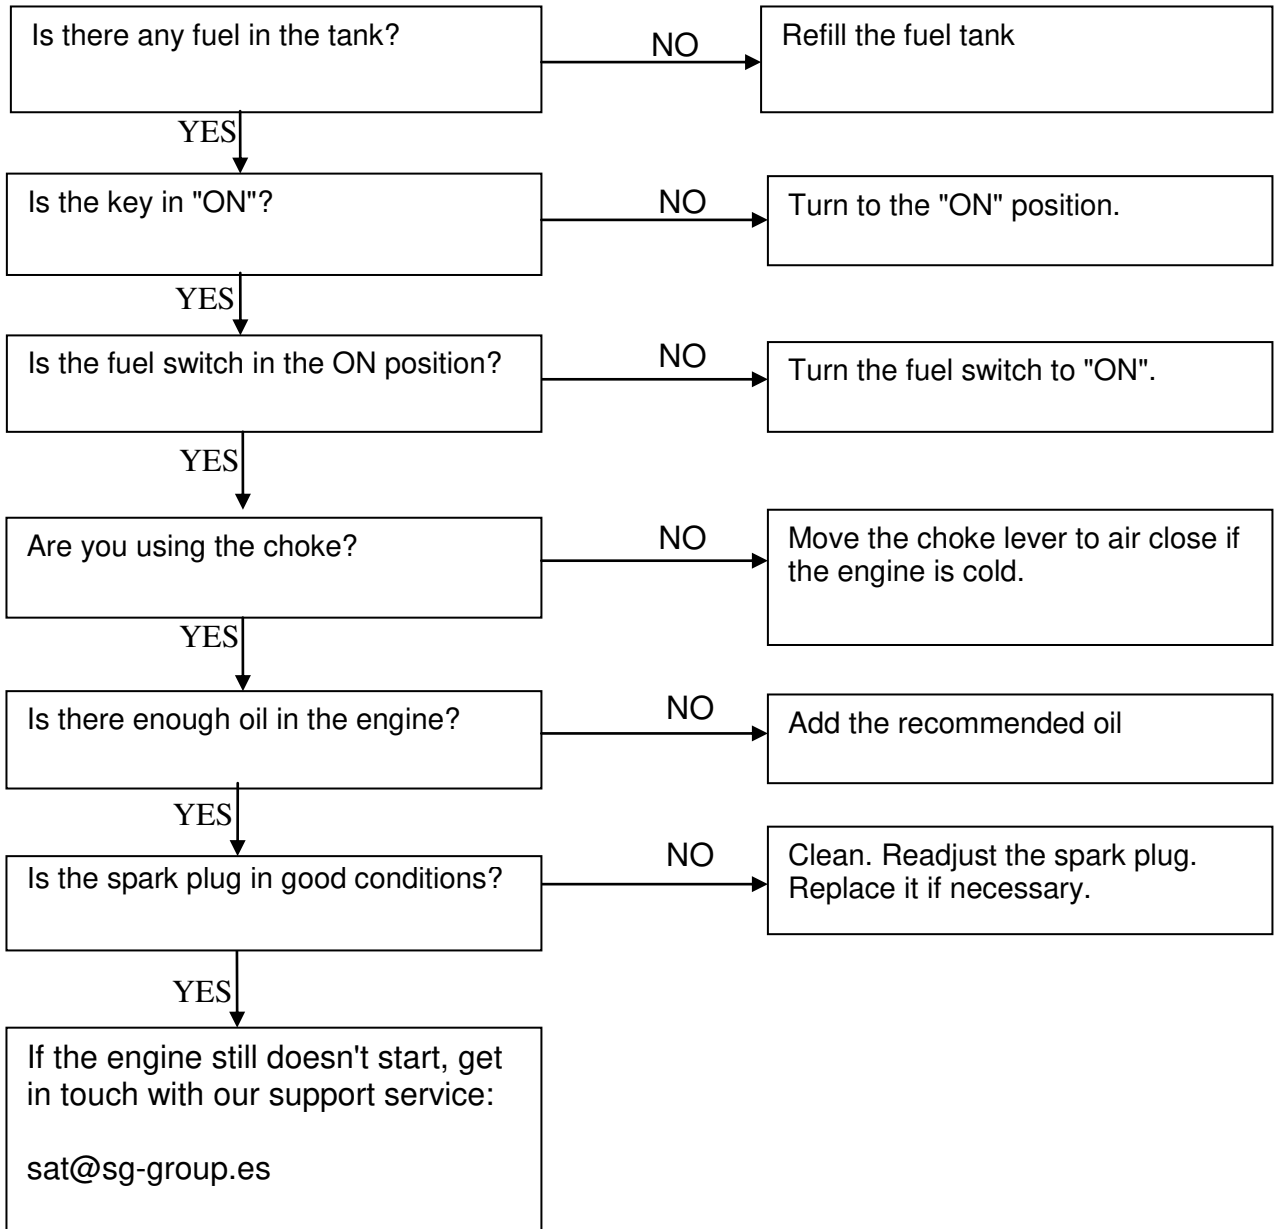 Is there any fuel in the tank?
NO
Refill the fuel tank
YES
Is the key in "ON"?
NO
Turn to the "ON" position.
YES
Is the fuel switch in the ON position?
NO
Turn the fuel switch to "ON".
YES
Are you using the choke?
NO
Move the choke lever to air close if
the engine is cold.
YES
Is there enough oil in the engine?
NO
Add the recommended oil
YES
Is the spark plug in good conditions?
NO
Clean. Readjust the spark plug.
Replace it if necessary.
YES
If the engine still doesn't start, get
in touch with our support service:
sat@sg-group.es